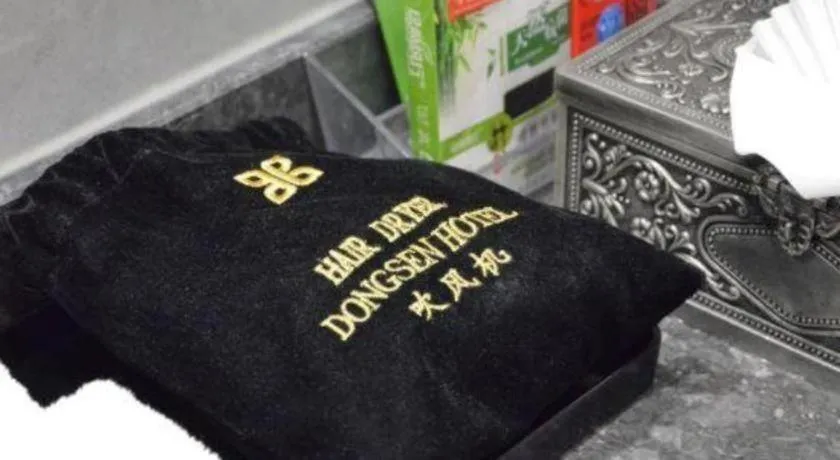 HAIR DRYER
DONGSEN HOTEL
吹风机